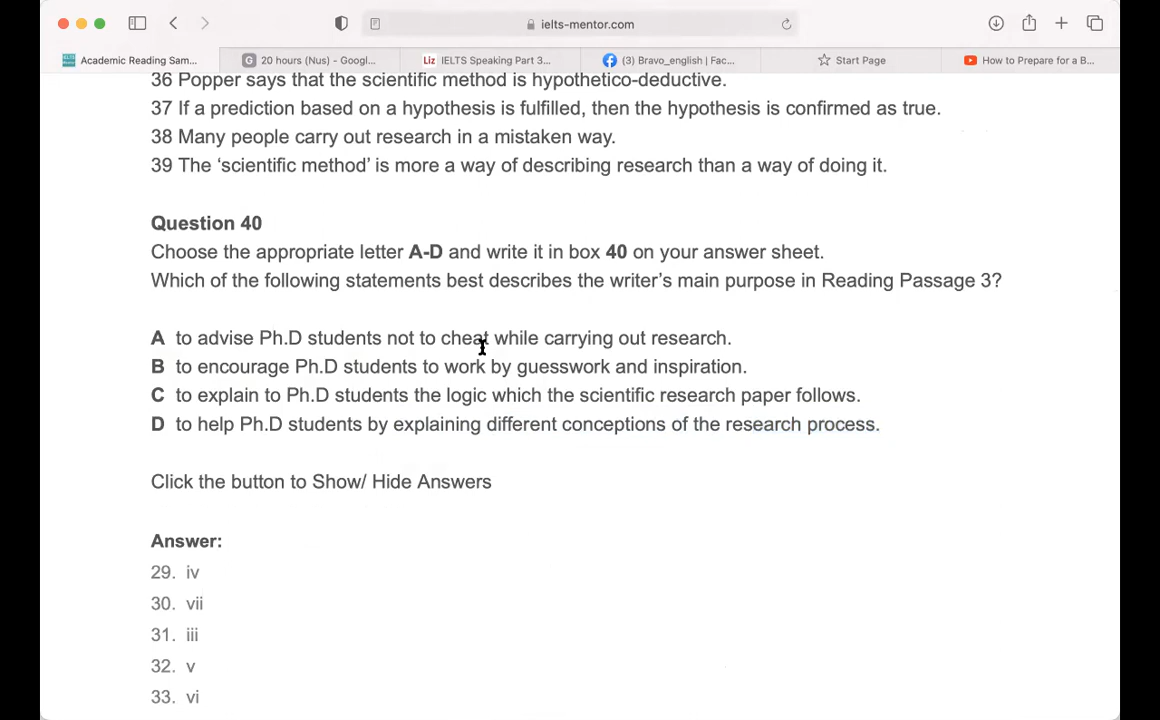 ielts-mentor.com
Academic Reading Sam...
G 20 hours (Nus) - Googl...
Liz IELTS Speaking Part 3...
(3) Bravo_english | Fac...
Start Page
How to Prepare for a B...
36 Popper says that the scientific method is hypothetico-deductive.
37 If a prediction based on a hypothesis is fulfilled, then the hypothesis is confirmed as true.
38 Many people carry out research in a mistaken way.
39 The ‘scientific method’ is more a way of describing research than a way of doing it.
Question 40
Choose the appropriate letter A-D and write it in box 40 on your answer sheet.
Which of the following statements best describes the writer’s main purpose in Reading Passage 3?
A to advise Ph.D students not to cheat while carrying out research.
B to encourage Ph.D students to work by guesswork and inspiration.
C to explain to Ph.D students the logic which the scientific research paper follows.
D to help Ph.D students by explaining different conceptions of the research process.
Click the button to Show/ Hide Answers
Answer:
29. iv
30. vii
31. iii
32. v
33. vi